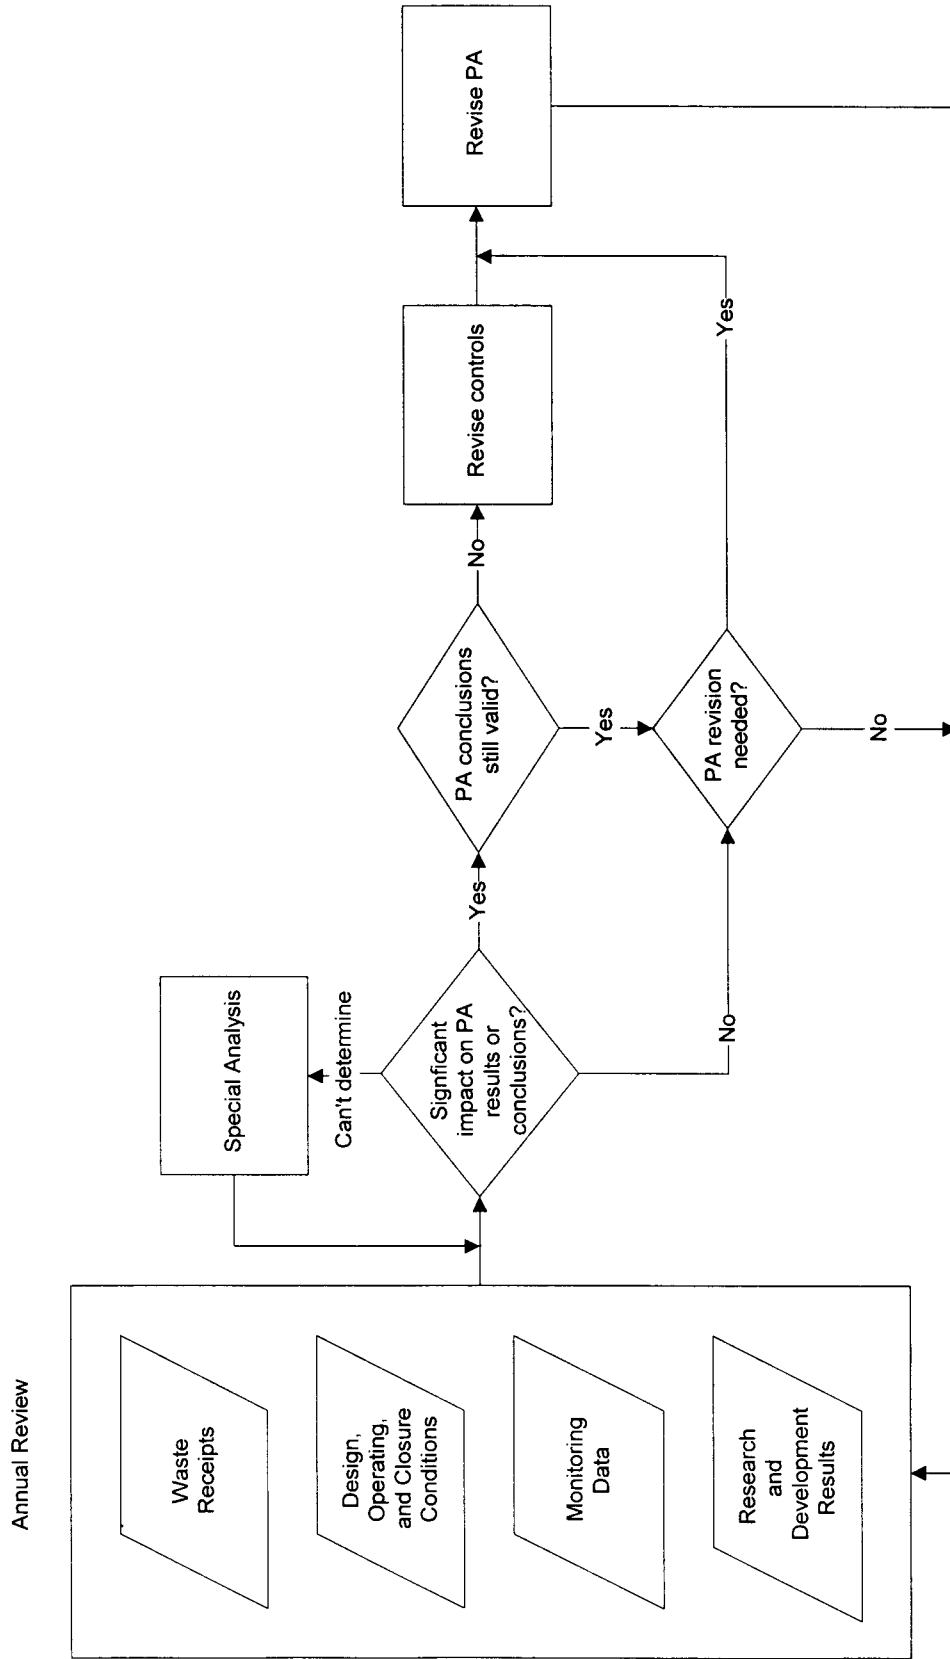 Annual Review
Waste
Receipts
Design,
Operating,
and Closure
Conditions
Monitoring
Data
Research
and
Development
Results
Special Analysis
Can't determine
Signficant
impact on PA
results or
conclusions?
Yes
No
PA conclusions
still valid?
No
Yes
PA revision
needed?
Yes
No
Revise controls
Revise PA